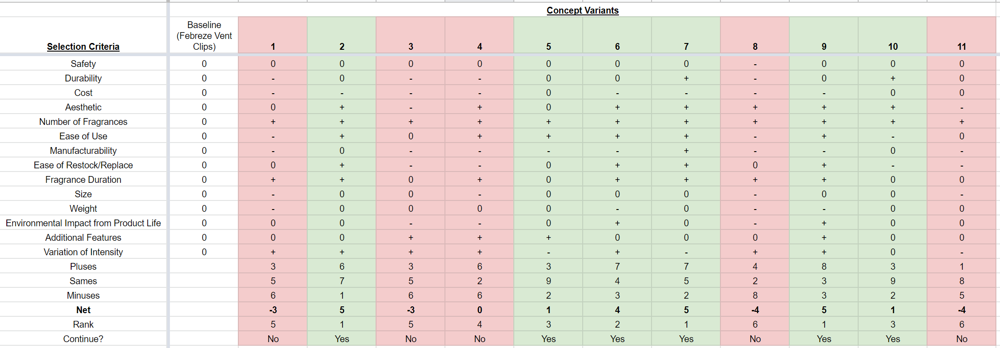 Concept Variants
Selection Criteria Baseline (Febreze Vent Clips) 1 2 3 4 5 6 7 8 9 10 11
Safety 0 0 0 0 0 0 0 0 - 0 0 0
Durability 0 - 0 - - 0 0 + - 0 + 0
Cost 0 - - - - 0 - - - - 0 0
Aesthetic 0 0 + - + 0 + + + + + -
Number of Fragrances 0 + + + + + + + + + + +
Ease of Use 0 - + 0 + + + + - + - 0
Manufacturability 0 - 0 - - - - + - - 0 -
Ease of Restock/Replace 0 0 + - - 0 + + 0 + - -
Fragrance Duration 0 + + 0 + 0 + + + + 0 0
Size 0 - 0 0 - 0 0 0 - 0 0 -
Weight 0 - 0 0 0 0 - 0 - - 0 0
Environmental Impact from Product Life 0 0 0 - - 0 + 0 - + 0 0
Additional Features 0 0 0 + + + 0 0 0 + 0 0
Variation of Intensity 0 + + + + - + - + + 0 -
Pluses 3 6 3 6 3 7 7 4 8 3 1
Sames 5 7 5 2 9 4 5 2 3 9 8
Minuses 6 1 6 6 2 3 2 8 3 2 5
Net -3 5 -3 0 1 4 5 -4 5 1 -4
Rank 5 1 5 4 3 2 1 6 1 3 6
Continue? No Yes No No Yes Yes Yes No Yes Yes No